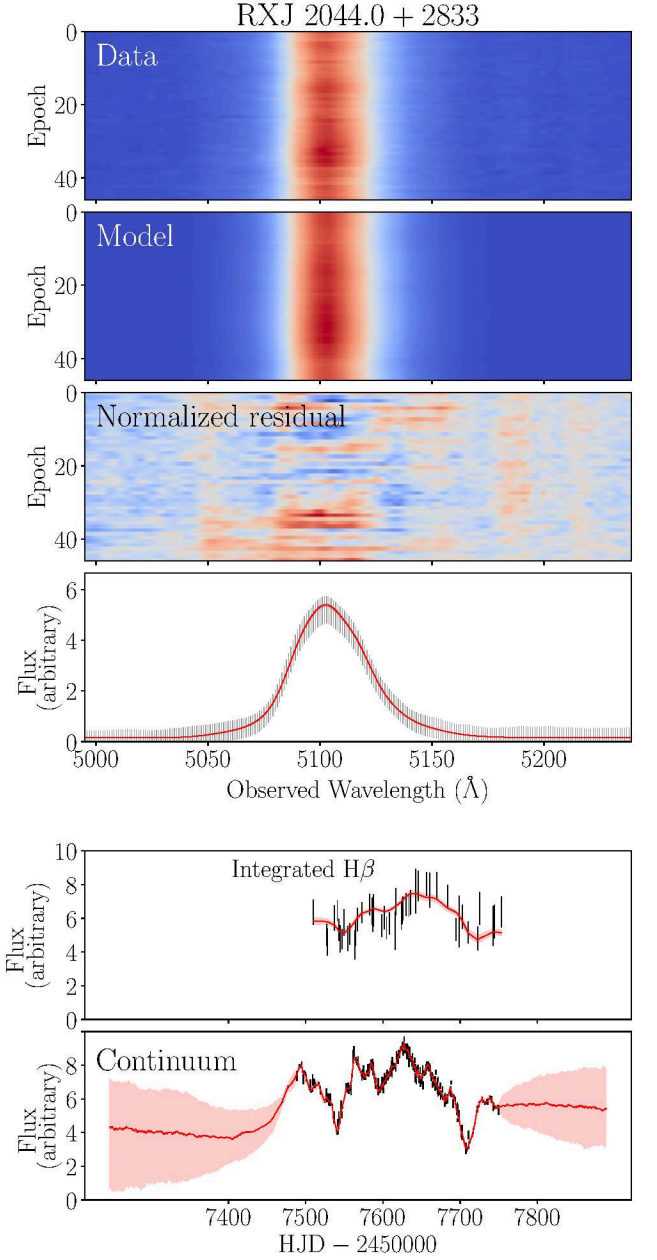 RXJ 2044.0 + 2833
Data
Epoch
0
20
40
Model
Epoch
0
20
40
Normalized residual
Epoch
0
20
40
Flux
(arbitrary)
6
4
2
0
5000 5050 5100 5150 5200
Observed Wavelength (Å)
Integrated Hβ
Flux
(arbitrary)
10
8
6
4
2
0
Continuum
Flux
(arbitrary)
8
6
4
2
0
7400 7500 7600 7700 7800
HJD − 2450000